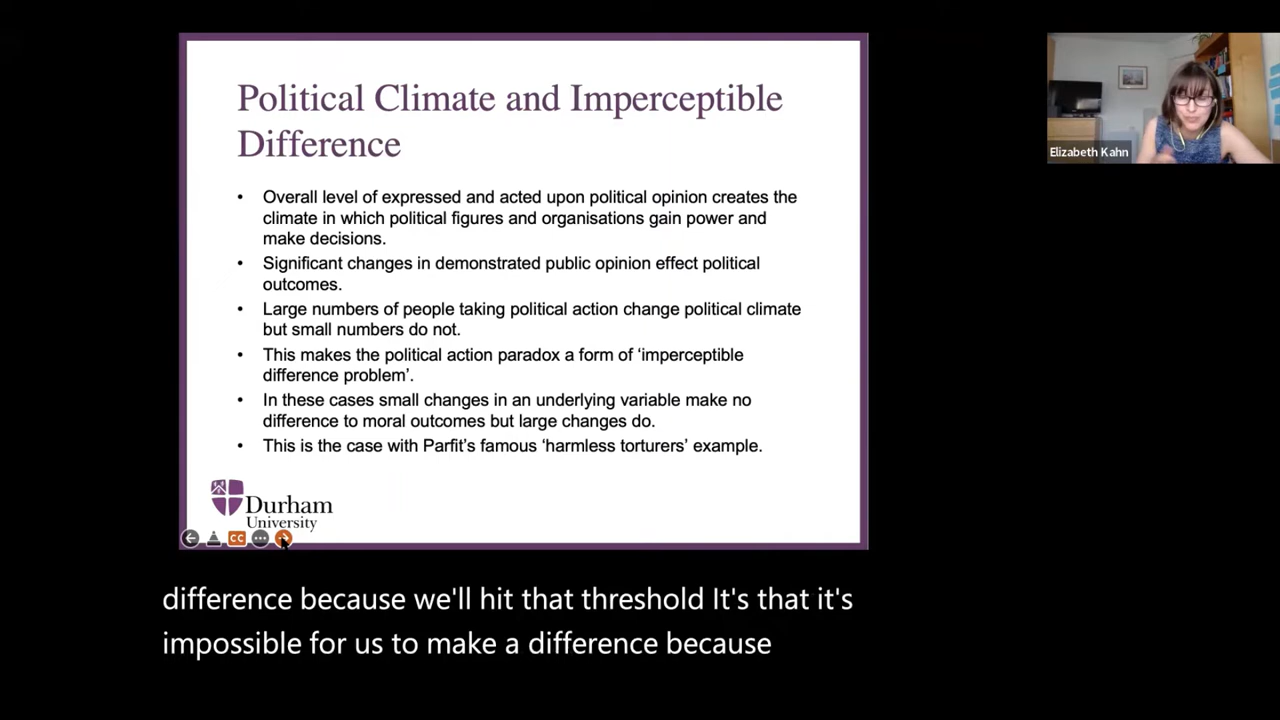 Political Climate and Imperceptible
Difference
• Overall level of expressed and acted upon political opinion creates the
climate in which political figures and organisations gain power and
make decisions.
• Significant changes in demonstrated public opinion effect political
outcomes.
• Large numbers of people taking political action change political climate
but small numbers do not.
• This makes the political action paradox a form of ‘imperceptible
difference problem’.
• In these cases small changes in an underlying variable make no
difference to moral outcomes but large changes do.
• This is the case with Parfit’s famous ‘harmless torturers’ example.
Durham
University
CC
Elizabeth Kahn
difference because we'll hit that threshold It's that it's
impossible for us to make a difference because